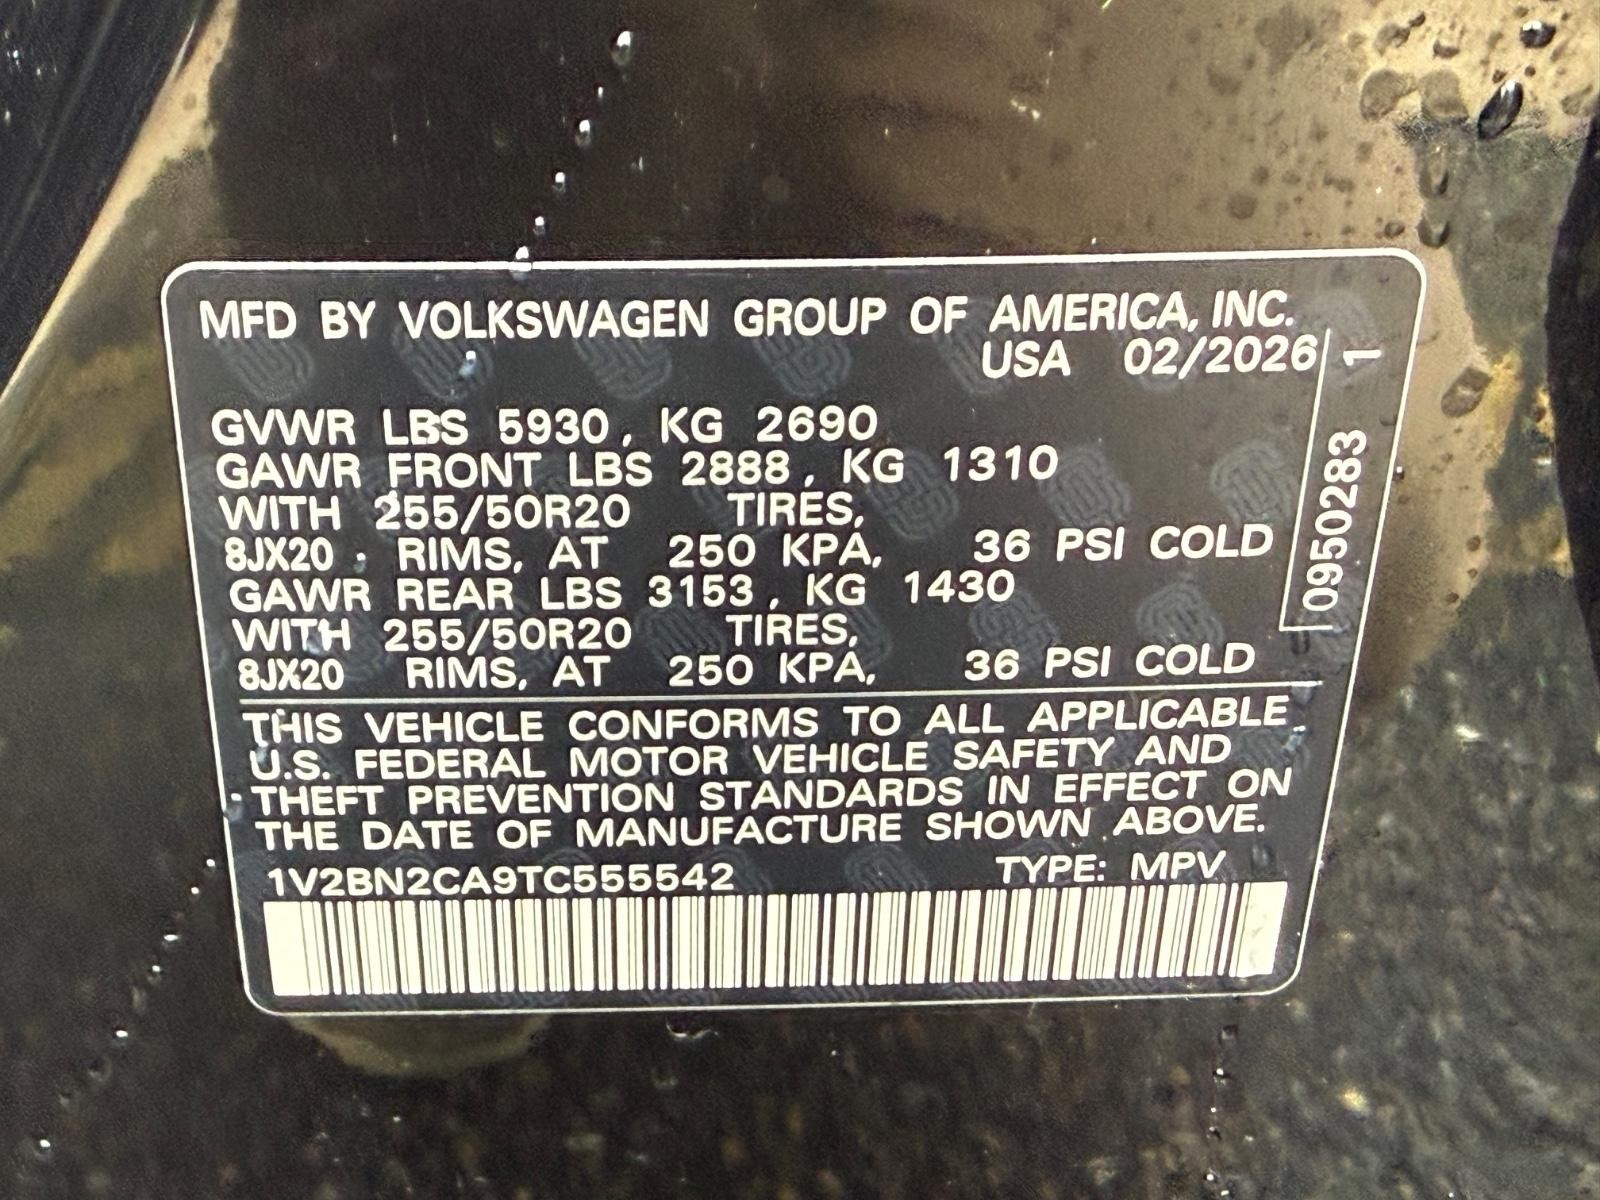 MFD BY VOLKSWAGEN GROUP OF AMERICA, INC.
USA 02/2026
GVWR LBS 5930, KG 2690
GAWR FRONT LBS 2888, KG 1310
WITH 255/50R20 TIRES,
8JX20 RIMS, AT 250 KPA, 36 PSI COLD
GAWR REAR LBS 3153, KG 1430
WITH 255/50R20 TIRES,
8JX20 RIMS, AT 250 KPA, 36 PSI COLD
0950283 1
THIS VEHICLE CONFORMS TO ALL APPLICABLE
U.S. FEDERAL MOTOR VEHICLE SAFETY AND
THEFT PREVENTION STANDARDS IN EFFECT ON
THE DATE OF MANUFACTURE SHOWN ABOVE.
1V2BN2CA9TC555542 TYPE: MPV